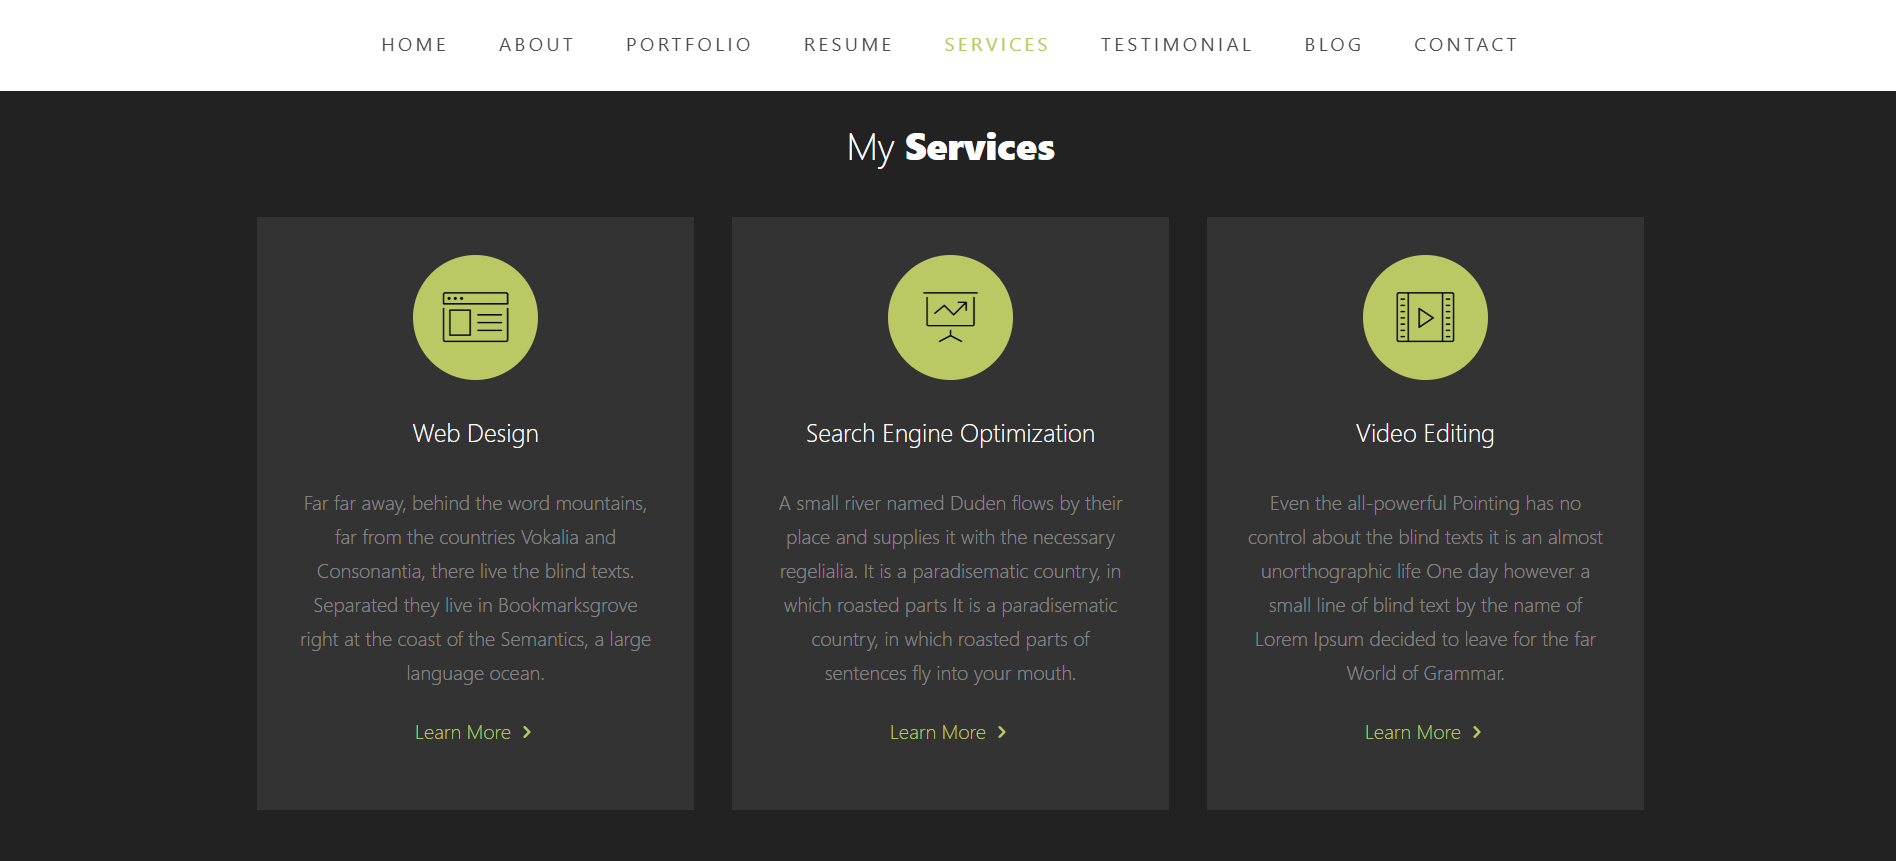 HOME ABOUT PORTFOLIO RESUME SERVICES TESTIMONIAL BLOG CONTACT
My Services
Web Design
Far far away, behind the word mountains,
far from the countries Vokalia and
Consonantia, there live the blind texts.
Separated they live in Bookmarksgrove
right at the coast of the Semantics, a large
language ocean.
Learn More
Search Engine Optimization
A small river named Duden flows by their
place and supplies it with the necessary
regelialia. It is a paradisematic country, in
which roasted parts It is a paradisematic
country, in which roasted parts of
sentences fly into your mouth.
Learn More
Video Editing
Even the all-powerful Pointing has no
control about the blind texts it is an almost
unorthographic life One day however a
small line of blind text by the name of
Lorem Ipsum decided to leave for the far
World of Grammar.
Learn More